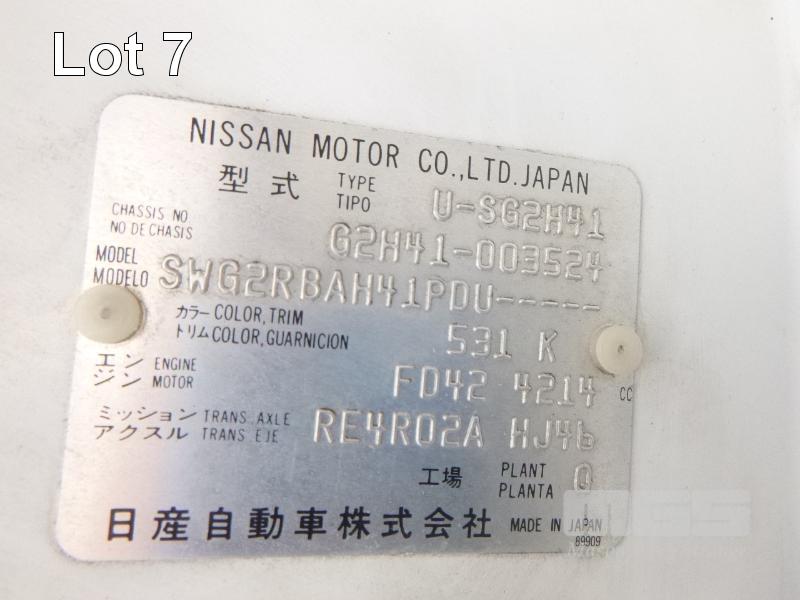 Lot 7
NISSAN MOTOR CO.,LTD.JAPAN
型式 TYPE TIPO U-SG2H41
CHASSIS NO NO DE CHASIS G2H41-003524
MODEL MODELO SWG2RBAH41PDU-----
カラー COLOR, TRIM
トリム COLOR, GUARNICION 531 K
エンジン ENGINE MOTOR FD42 4214 CC
ミッション TRANS. AXLE
アクスル TRANS EJE RE4R02A HJ46
工場 PLANT PLANTA 0
日産自動車株式会社 MADE IN JAPAN
89909